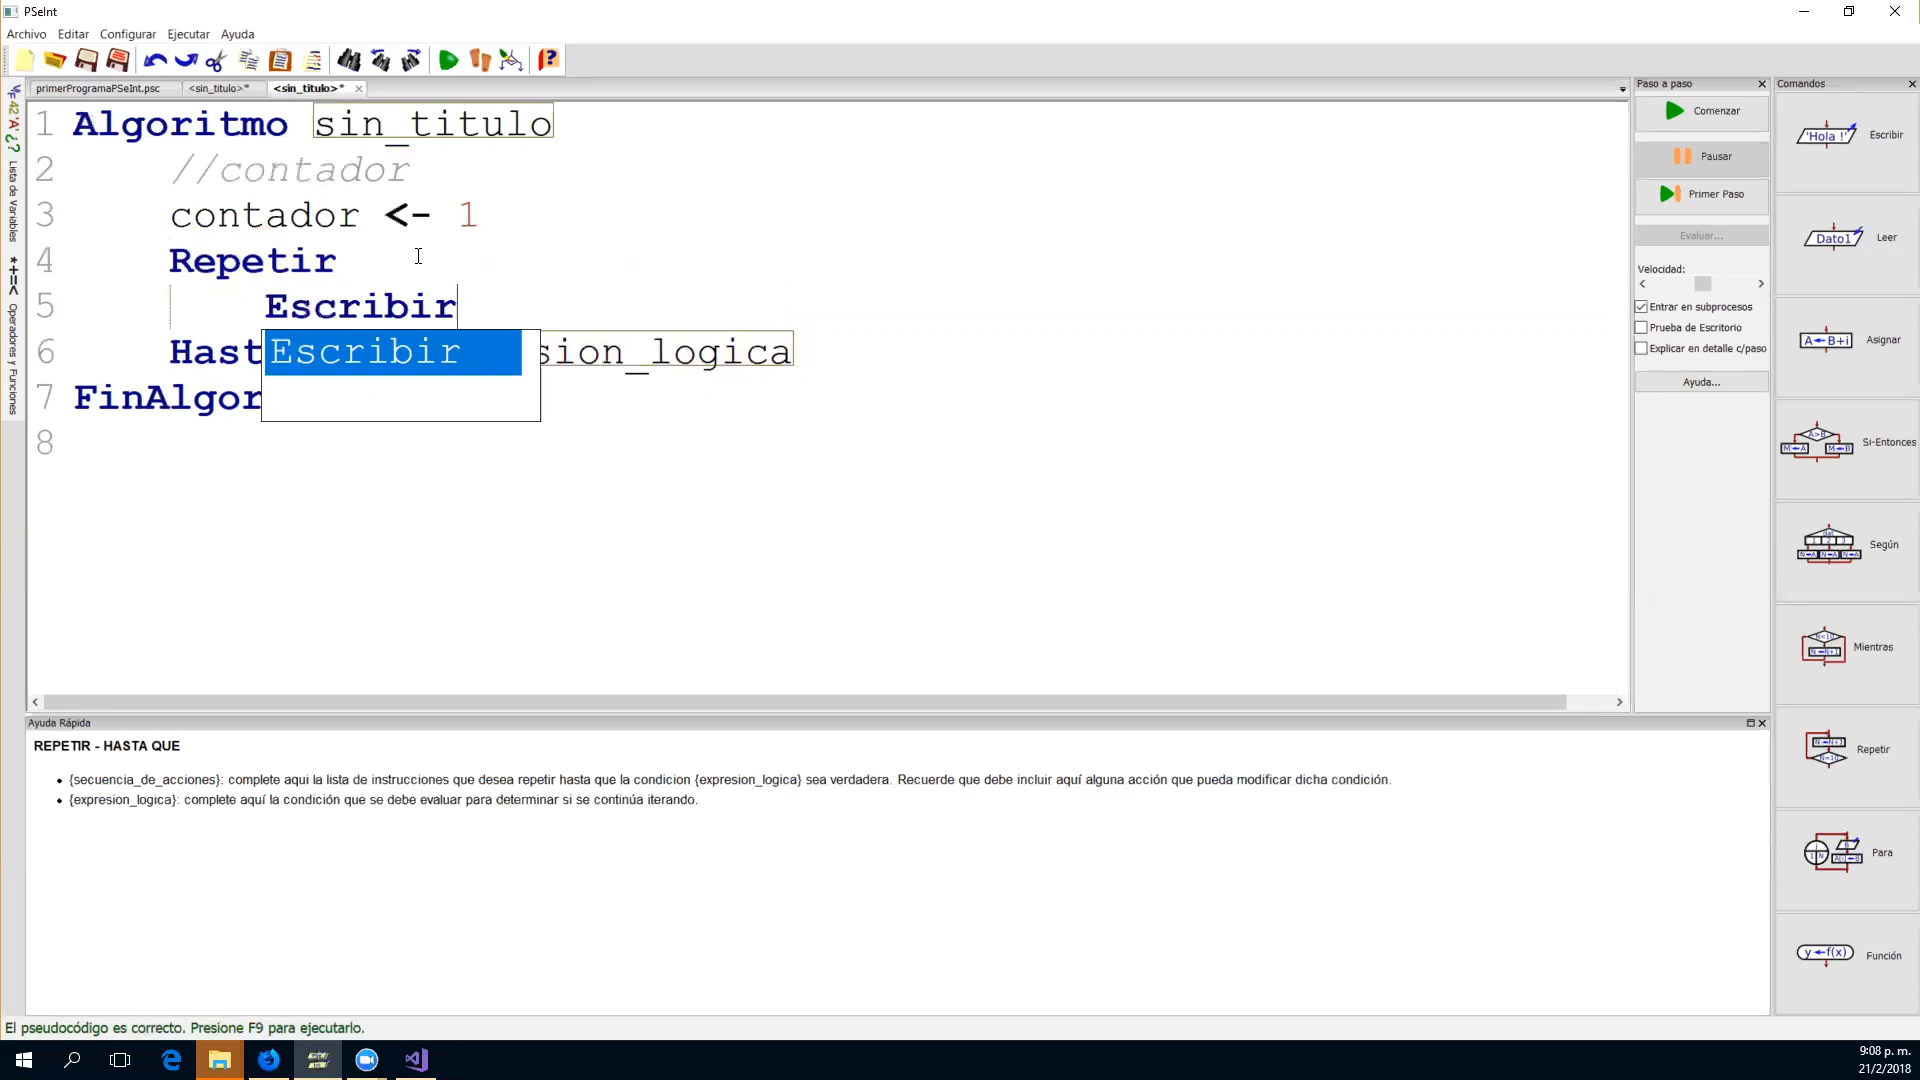 PSeInt
Archivo Editar Configurar Ejecutar Ayuda
primerProgramaPSeInt.psc <sin_titulo>* <sin_titulo>*
1 Algoritmo sin_titulo
2 //contador
3 contador <- 1
4 Repetir
5 Escribir
6 Hast sion_logica
Escribir
7 FinAlgor
8
Lista de Variables
Operadores y Funciones
Paso a paso
Comenzar
Pausar
Primer Paso
Evaluar...
Velocidad:
Entrar en subprocesos
Prueba de Escritorio
Explicar en detalle c/paso
Ayuda...
Comandos
'Hola !' Escribir
Dato1 Leer
A←B+i Asignar
A>B M←A M←B Si-Entonces
Según
Mientras
Repetir
Para
y←f(x) Función
Ayuda Rápida
REPETIR - HASTA QUE
• {secuencia_de_acciones}: complete aqui la lista de instrucciones que desea repetir hasta que la condicion {expresion_logica} sea verdadera. Recuerde que debe incluir aquí alguna acción que pueda modificar dicha condición.
• {expresion_logica}: complete aquí la condición que se debe evaluar para determinar si se continúa iterando.
El pseudocódigo es correcto. Presione F9 para ejecutarlo.
9:08 p. m.
21/2/2018